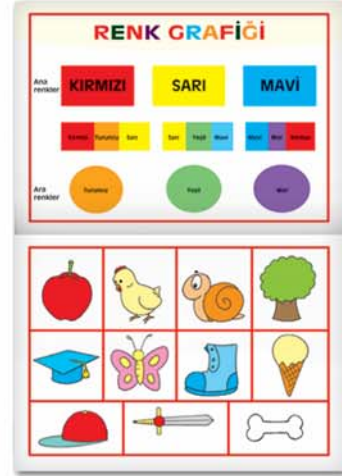 RENK GRAFİĞİ
Ana
renkler
KIRMIZI SARI MAVİ
Kırmızı Turuncu Sarı Sarı Yeşil Mavi Mavi Mor Kırmızı
Ara
renkler
Turuncu Yeşil Mor